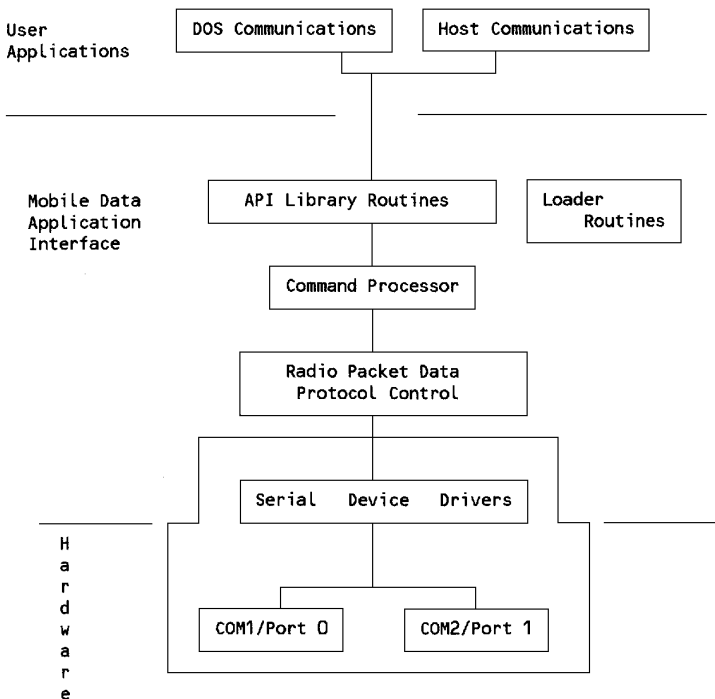 User
Applications
DOS Communications
Host Communications
Mobile Data
Application
Interface
API Library Routines
Loader
Routines
Command Processor
Radio Packet Data
Protocol Control
Serial Device Drivers
H
a
r
d
w
a
r
e
COM1/Port 0
COM2/Port 1